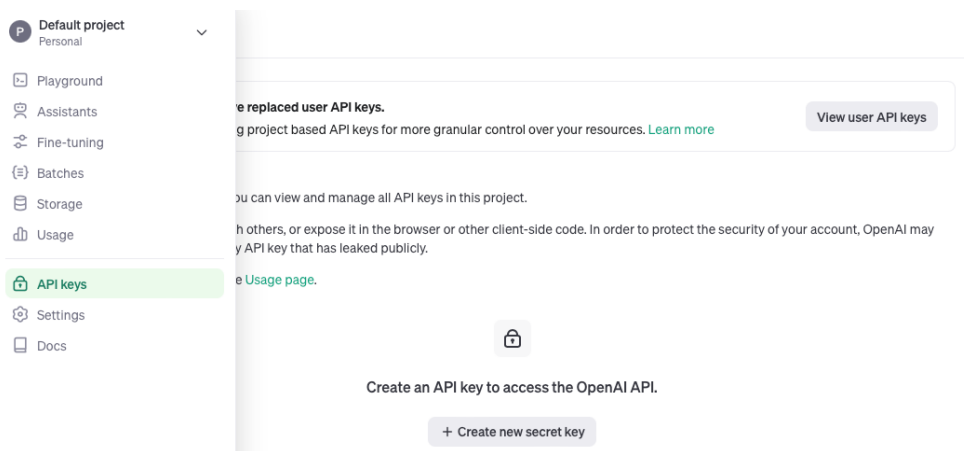 P
Default project
Personal
Playground
Assistants
Fine-tuning
Batches
Storage
Usage
API keys
Settings
Docs
replaced user API keys.
project based API keys for more granular control over your resources. Learn more
View user API keys
can view and manage all API keys in this project.
others, or expose it in the browser or other client-side code. In order to protect the security of your account, OpenAI may
API key that has leaked publicly.
Usage page.
Create an API key to access the OpenAI API.
+ Create new secret key